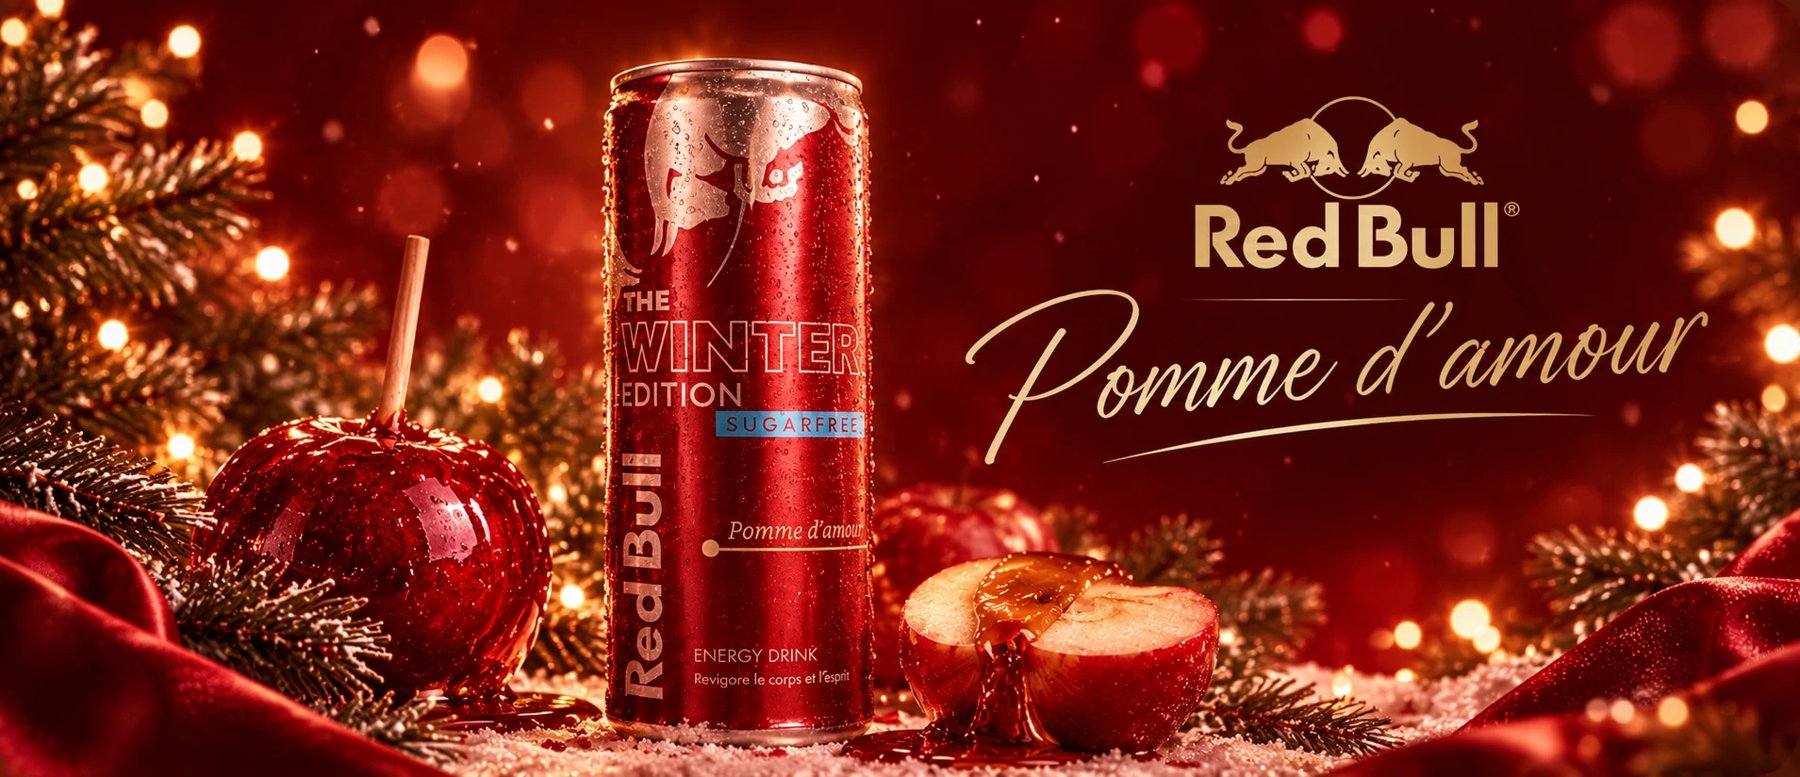 THE
WINTER
EDITION
SUGARFREE
Red Bull
Pomme d'amour
ENERGY DRINK
Revigore le corps et l'esprit
Red Bull®
Pomme d'amour